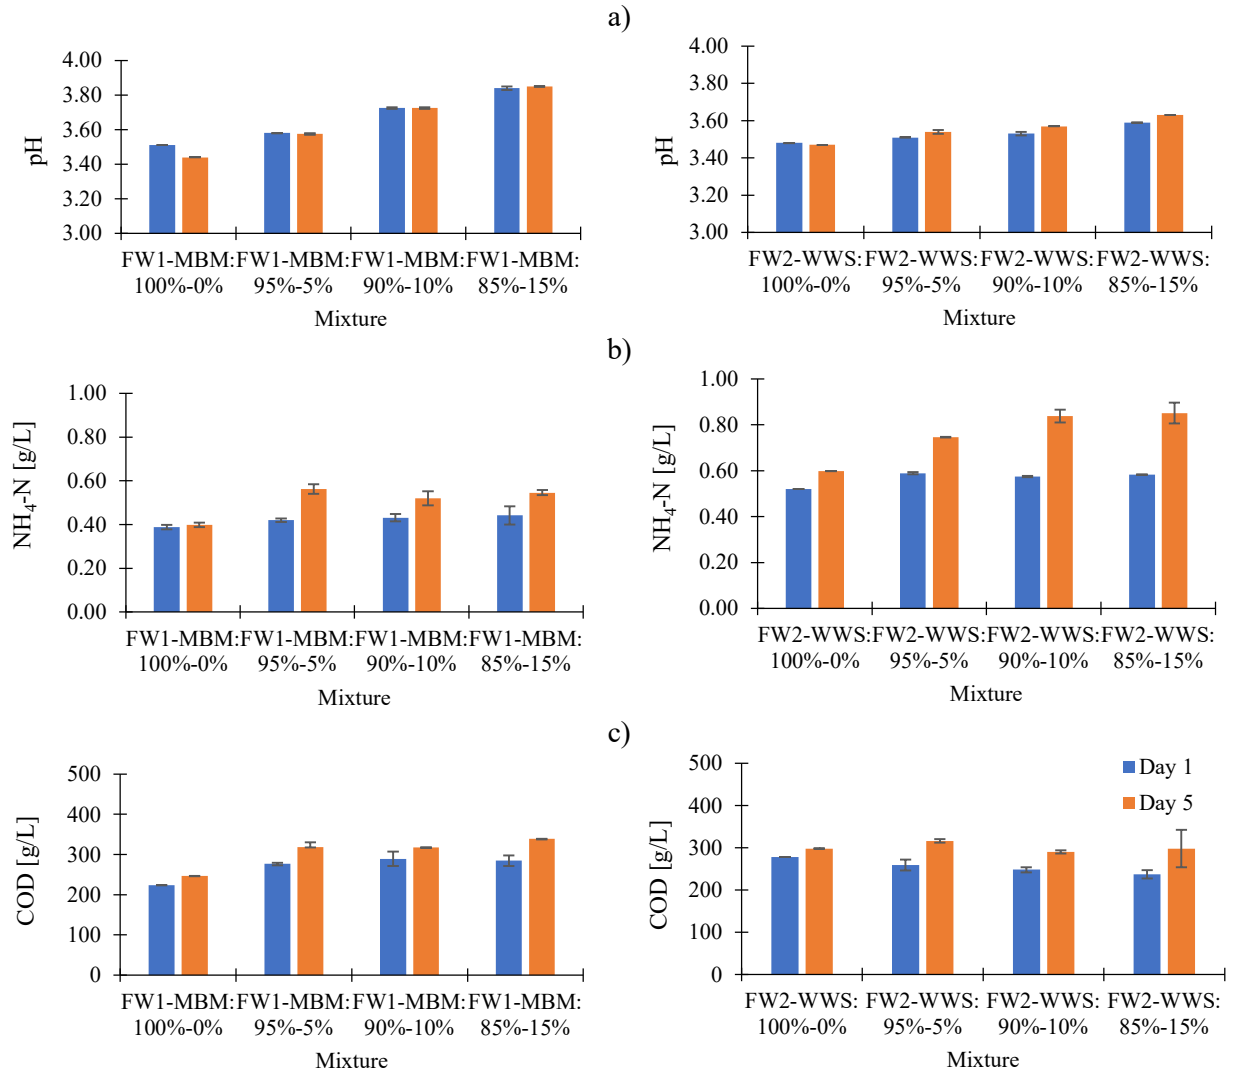 a)
4.00
3.80
3.60
3.40
3.20
3.00
pH
FW1-MBM: FW1-MBM: FW1-MBM: FW1-MBM:
100%-0% 95%-5% 90%-10% 85%-15%
Mixture
4.00
3.80
3.60
3.40
3.20
3.00
pH
FW2-WWS: FW2-WWS: FW2-WWS: FW2-WWS:
100%-0% 95%-5% 90%-10% 85%-15%
Mixture
b)
1.00
0.80
0.60
0.40
0.20
0.00
NH₄-N [g/L]
FW1-MBM: FW1-MBM: FW1-MBM: FW1-MBM:
100%-0% 95%-5% 90%-10% 85%-15%
Mixture
1.00
0.80
0.60
0.40
0.20
0.00
NH₄-N [g/L]
FW2-WWS: FW2-WWS: FW2-WWS: FW2-WWS:
100%-0% 95%-5% 90%-10% 85%-15%
Mixture
c)
500
400
300
200
100
0
COD [g/L]
FW1-MBM: FW1-MBM: FW1-MBM: FW1-MBM:
100%-0% 95%-5% 90%-10% 85%-15%
Mixture
500
400
300
200
100
0
COD [g/L]
Day 1
Day 5
FW2-WWS: FW2-WWS: FW2-WWS: FW2-WWS:
100%-0% 95%-5% 90%-10% 85%-15%
Mixture